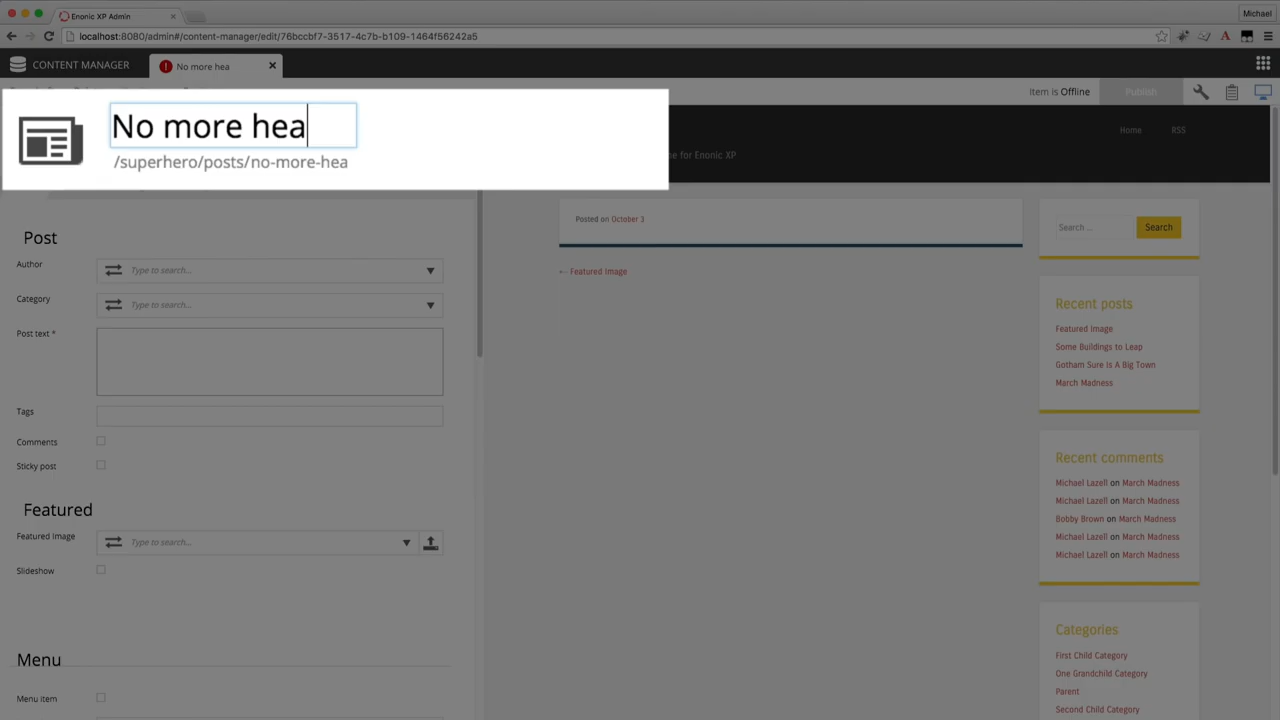 Enonic XP Admin
Michael
localhost:8080/admin#/content-manager/edit/76bccbf7-3517-4c7b-b109-1464f56242a5
CONTENT MANAGER
No more hea
Item is Offline
Publish
No more hea
/superhero/posts/no-more-hea
me for Enonic XP
Home
RSS
Post
Author
Type to search...
Category
Type to search...
Post text *
Tags
Comments
Sticky post
Featured
Featured Image
Type to search...
Slideshow
Menu
Menu item
Posted on October 3
← Featured Image
Search ...
Search
Recent posts
Featured Image
Some Buildings to Leap
Gotham Sure Is A Big Town
March Madness
Recent comments
Michael Lazell on March Madness
Michael Lazell on March Madness
Bobby Brown on March Madness
Michael Lazell on March Madness
Michael Lazell on March Madness
Categories
First Child Category
One Grandchild Category
Parent
Second Child Category